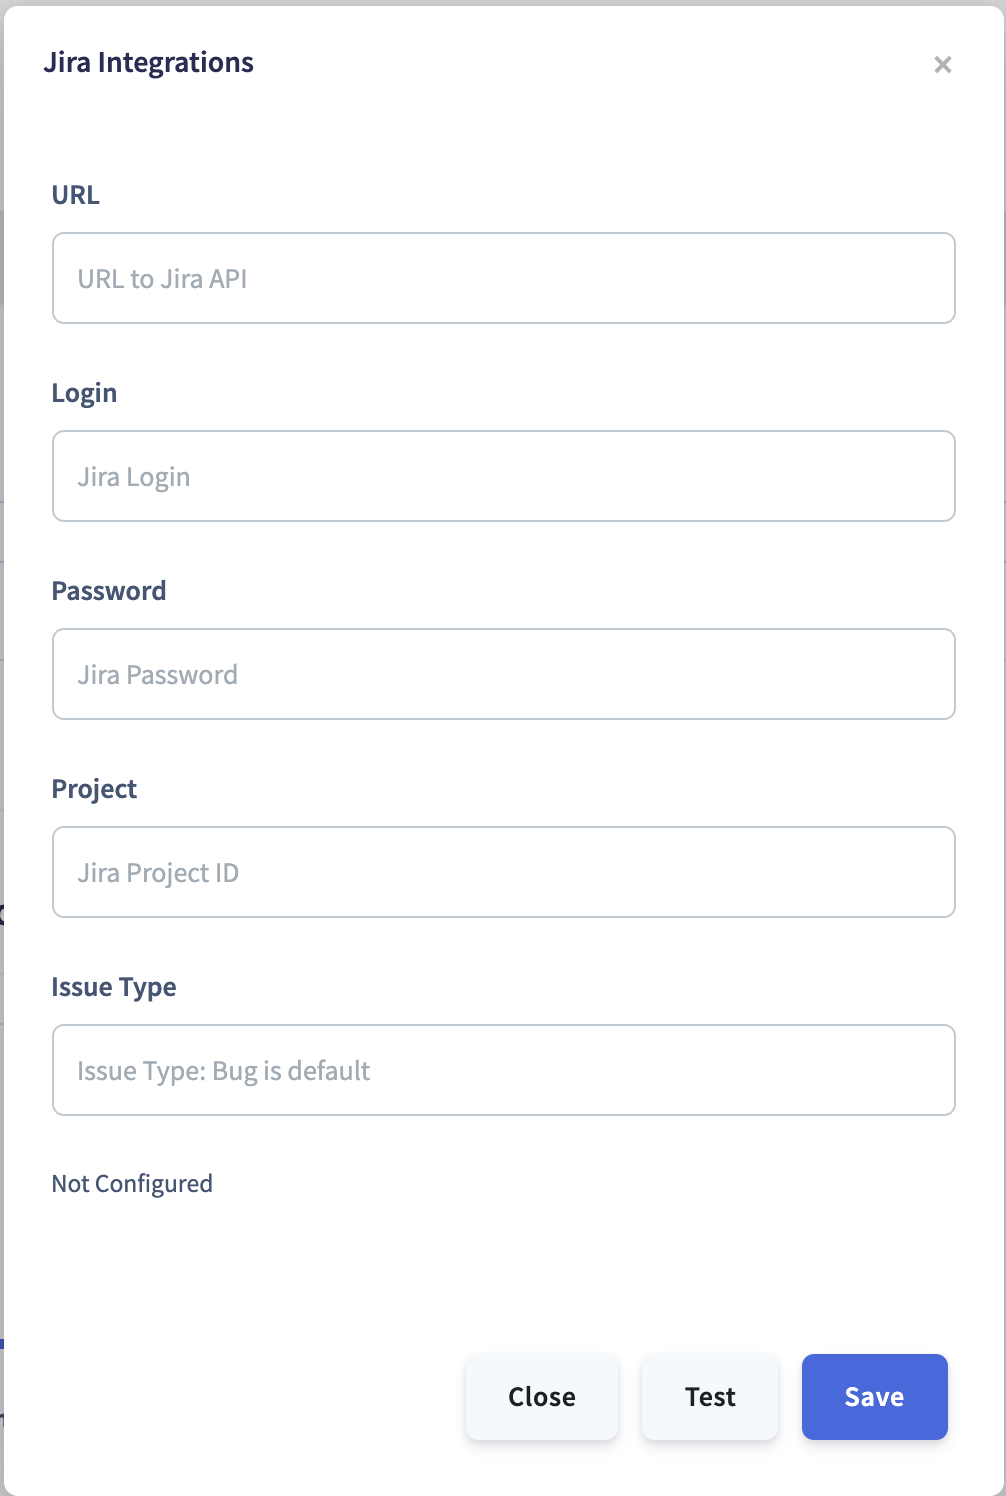 Jira Integrations
×
URL
URL to Jira API
Login
Jira Login
Password
Jira Password
Project
Jira Project ID
Issue Type
Issue Type: Bug is default
Not Configured
Close
Test
Save